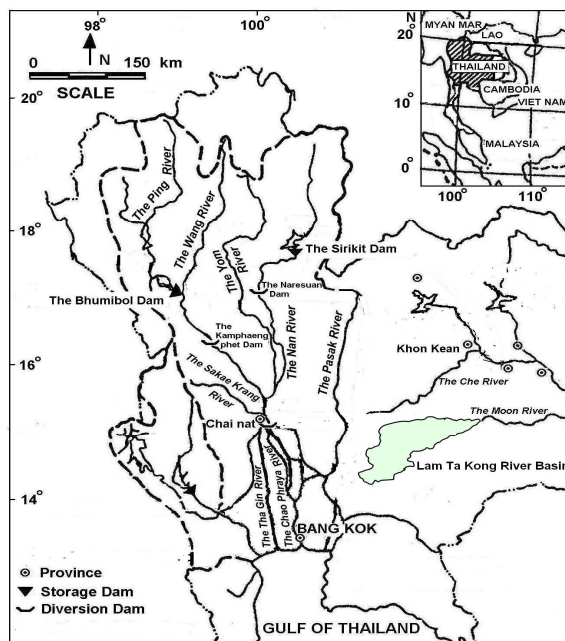 98°
100°
N
0
150 km
SCALE
20°
18°
16°
14°
MYAN MAR
LAO
20°
THAILAND
CAMBODIA
VIET NAM
10°
MALAYSIA
0°
100°
110°
The Ping River
The Wang River
The Yom
River
The Sirikit Dam
The Naresuan
Dam
The Bhumibol Dam
The
Kamphaeng
phet Dam
The Nan River
The Pasak River
Khon Kean
The Che River
The Sakae Krang
River
The Moon River
Chai nat
Lam Ta Kong River Basin
The Tha Gin River
The Chao Phraya River
BANG KOK
Province
Storage Dam
Diversion Dam
GULF OF THAILAND